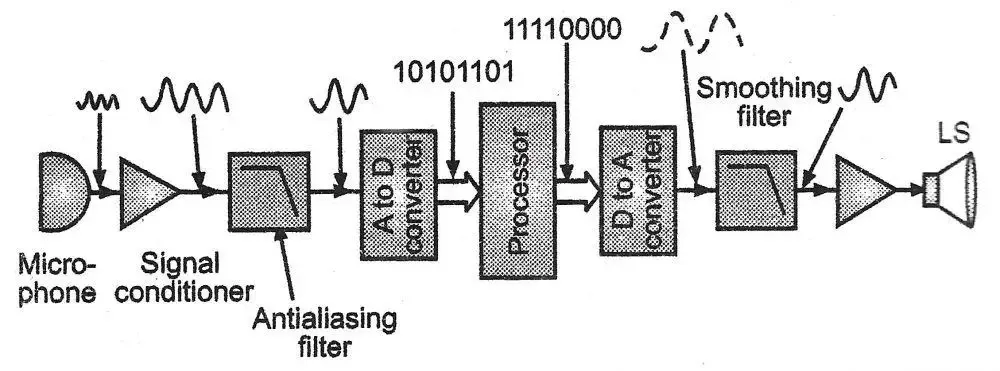 11110000
10101101
Smoothing
filter
LS
A to D
converter
Processor
D to A
converter
Micro-
phone
Signal
conditioner
Antialiasing
filter